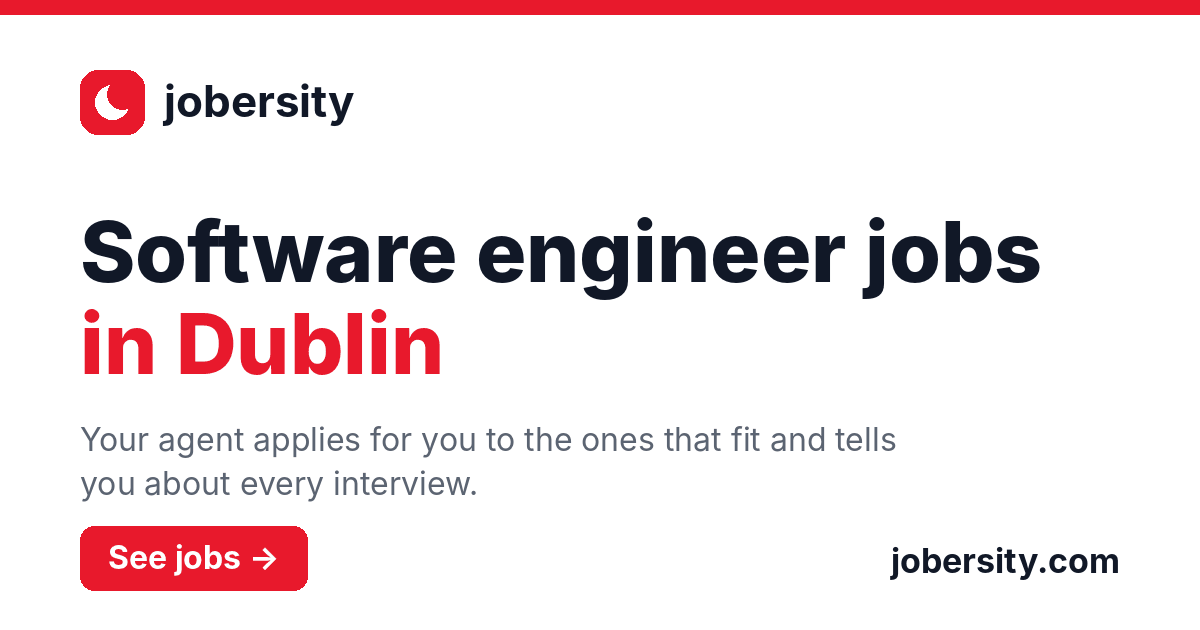 jobersity
Software engineer jobs
in Dublin
Your agent applies for you to the ones that fit and tells
you about every interview.
See jobs →
jobersity.com